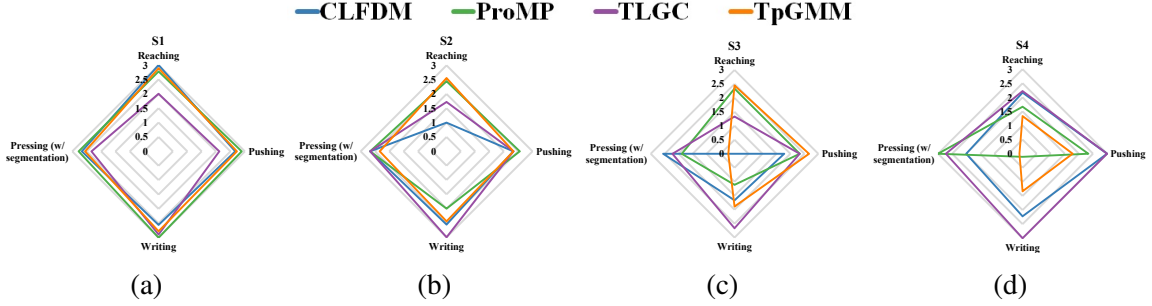 CLFDM ProMP TLGC TpGMM
S1
Reaching
3
2.5
2
1.5
1
0.5
0
Pressing (w/
segmentation)
Pushing
Writing
(a)
S2
Reaching
3
2.5
2
1.5
1
0.5
0
Pressing (w/
segmentation)
Pushing
Writing
(b)
S3
Reaching
3
2.5
2
1.5
1
0.5
0
Pressing (w/
segmentation)
Pushing
Writing
(c)
S4
Reaching
3
2.5
2
1.5
1
0.5
0
Pressing (w/
segmentation)
Pushing
Writing
(d)